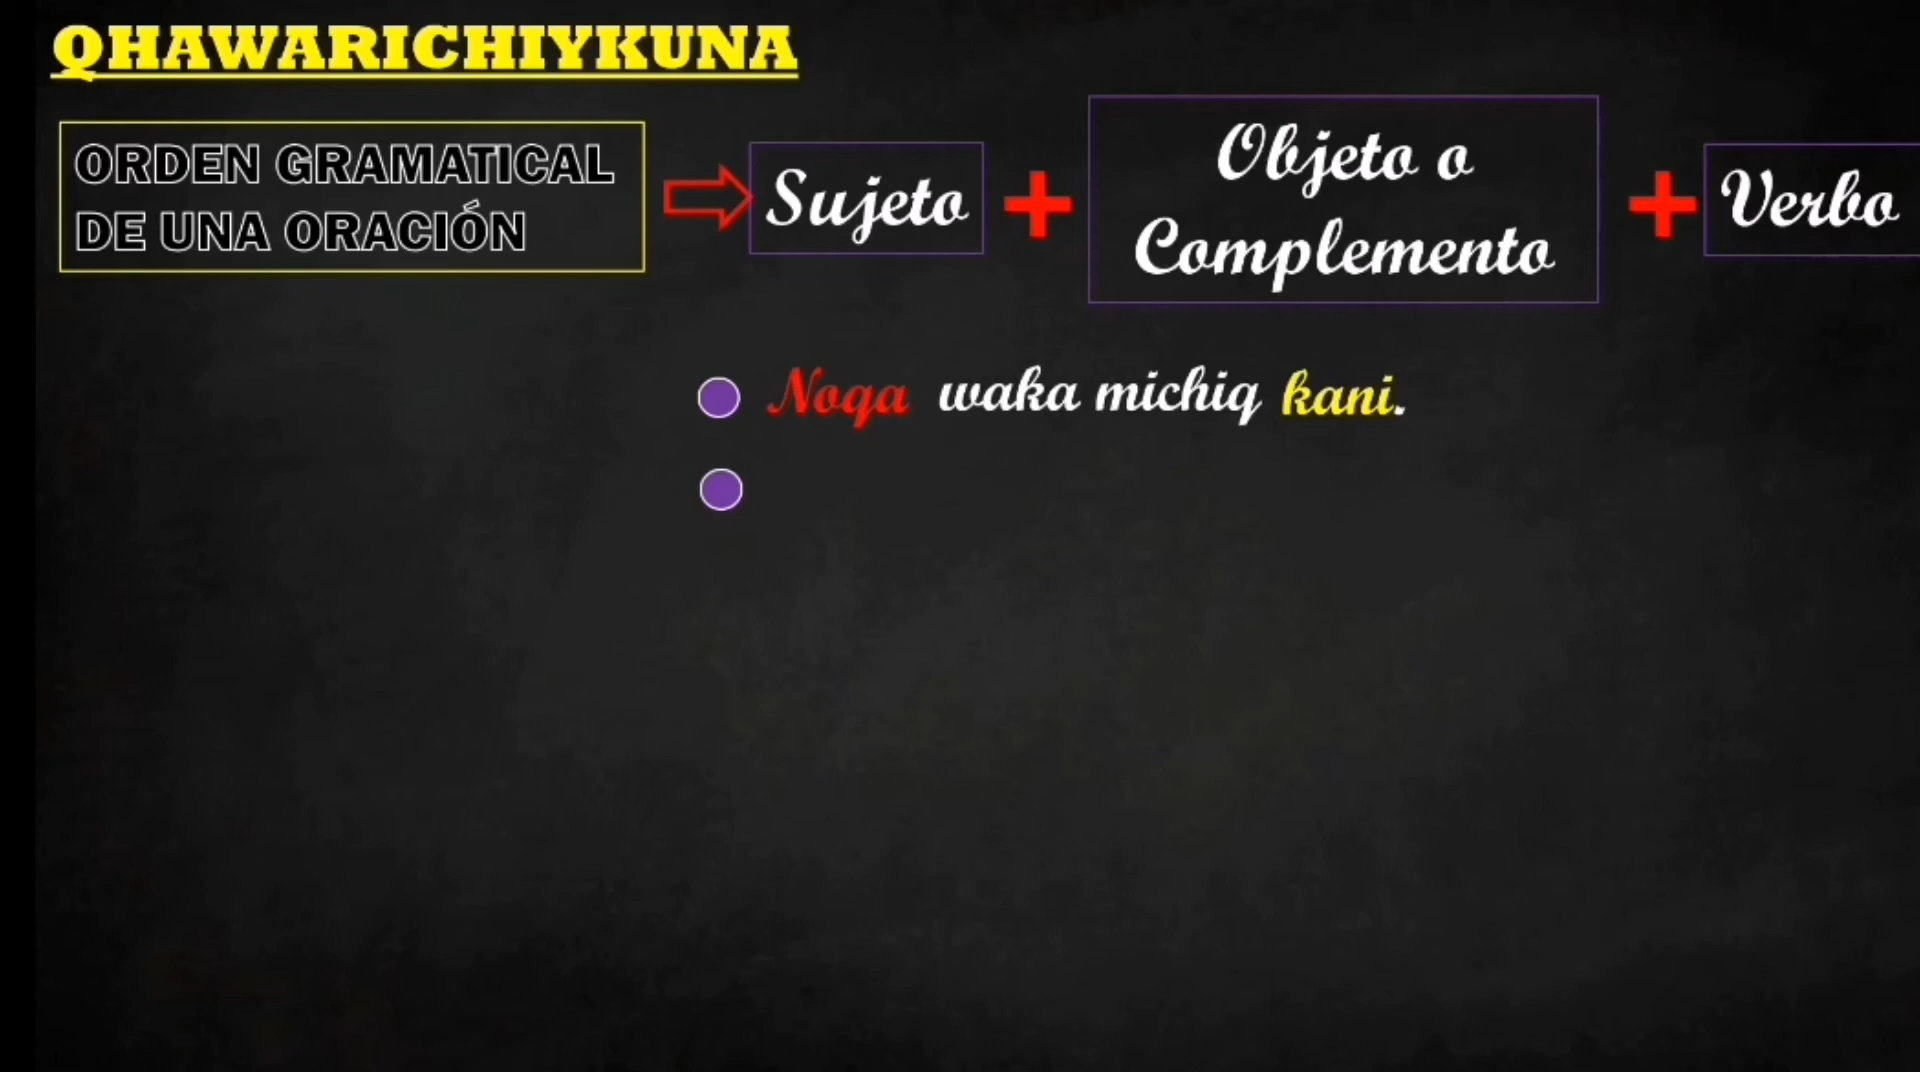 QHAWARICHIYKUNA
ORDEN GRAMATICAL
DE UNA ORACIÓN
Sujeto
+
Objeto o
Complemento
+
Verbo
Noqa waka michiq kani.